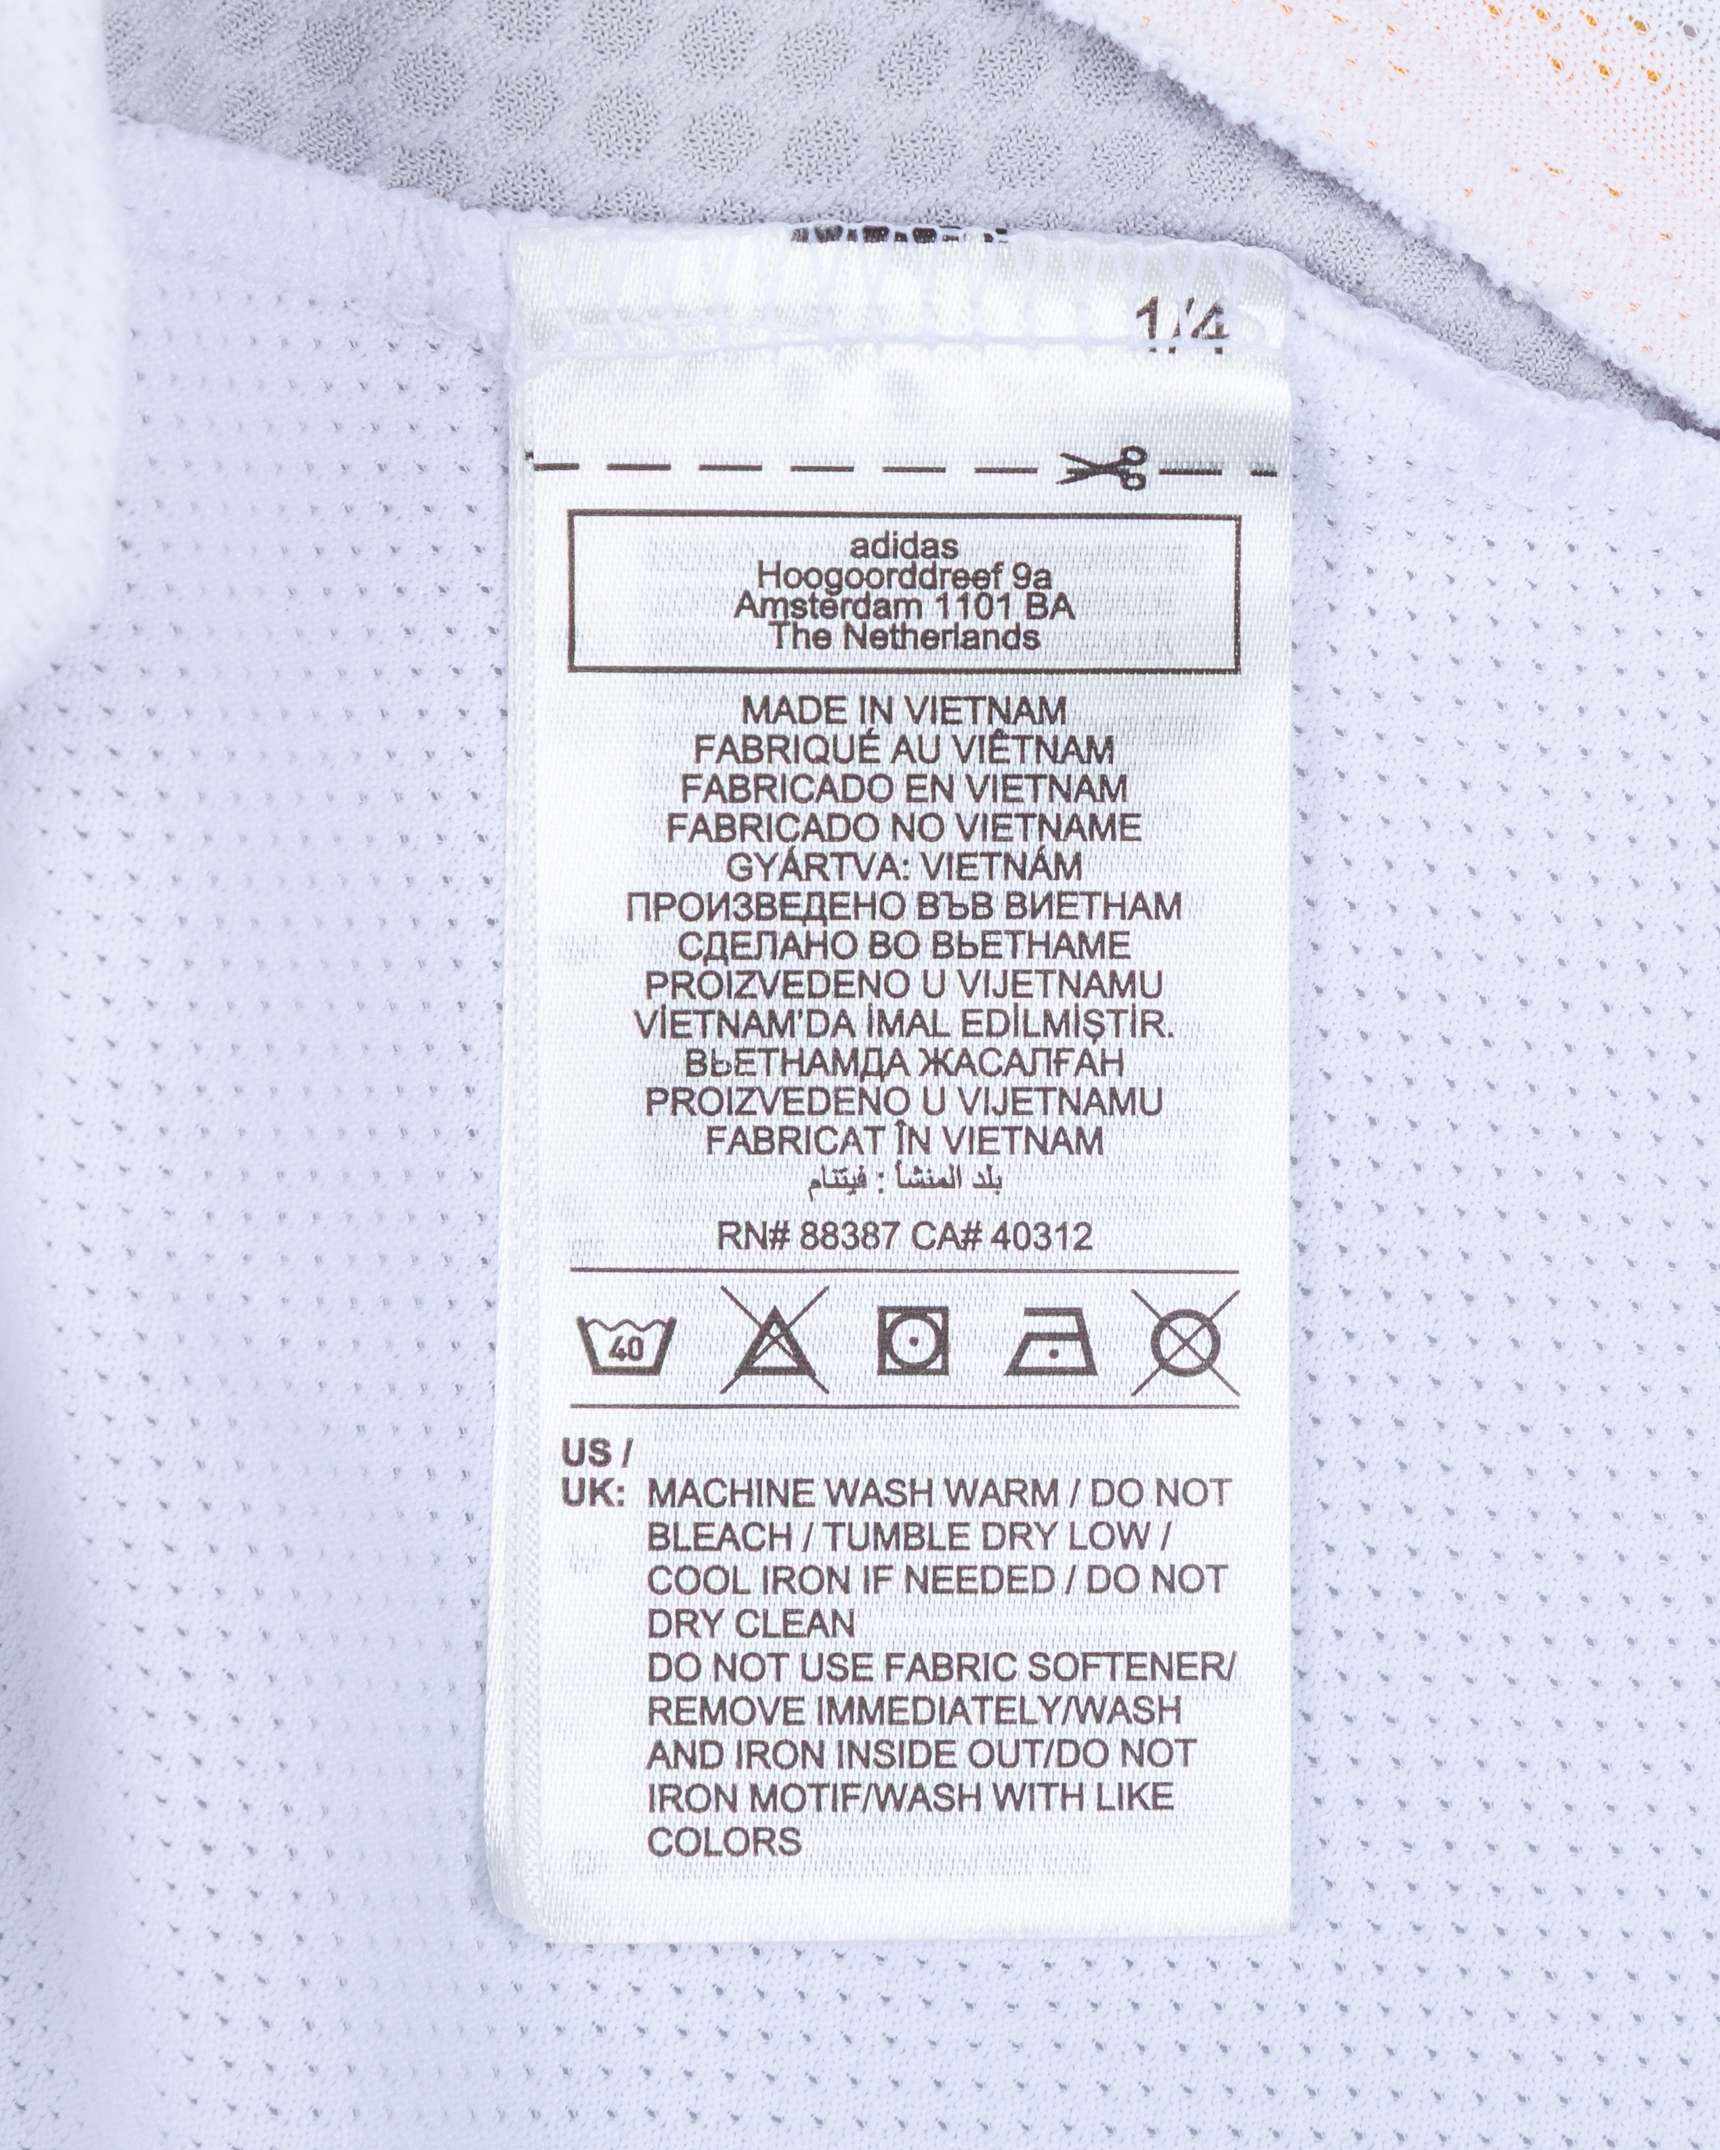 1/4
adidas
Hoogoorddreef 9a
Amsterdam 1101 BA
The Netherlands
MADE IN VIETNAM
FABRIQUÉ AU VIÊTNAM
FABRICADO EN VIETNAM
FABRICADO NO VIETNAME
GYÁRTVA: VIETNÁM
ПРОИЗВЕДЕНО ВЪВ ВИЕТНАМ
СДЕЛАНО ВО ВЬЕТНАМЕ
PROIZVEDENO U VIJETNAMU
VİETNAM'DA İMAL EDİLMİŞTİR.
ВЬЕТНАМДА ЖАСАЛҒАН
PROIZVEDENO U VIJETNAMU
FABRICAT ÎN VIETNAM
بلد المنشأ : فيتنام
RN# 88387 CA# 40312
40
US /
UK: MACHINE WASH WARM / DO NOT
BLEACH / TUMBLE DRY LOW /
COOL IRON IF NEEDED / DO NOT
DRY CLEAN
DO NOT USE FABRIC SOFTENER/
REMOVE IMMEDIATELY/WASH
AND IRON INSIDE OUT/DO NOT
IRON MOTIF/WASH WITH LIKE
COLORS